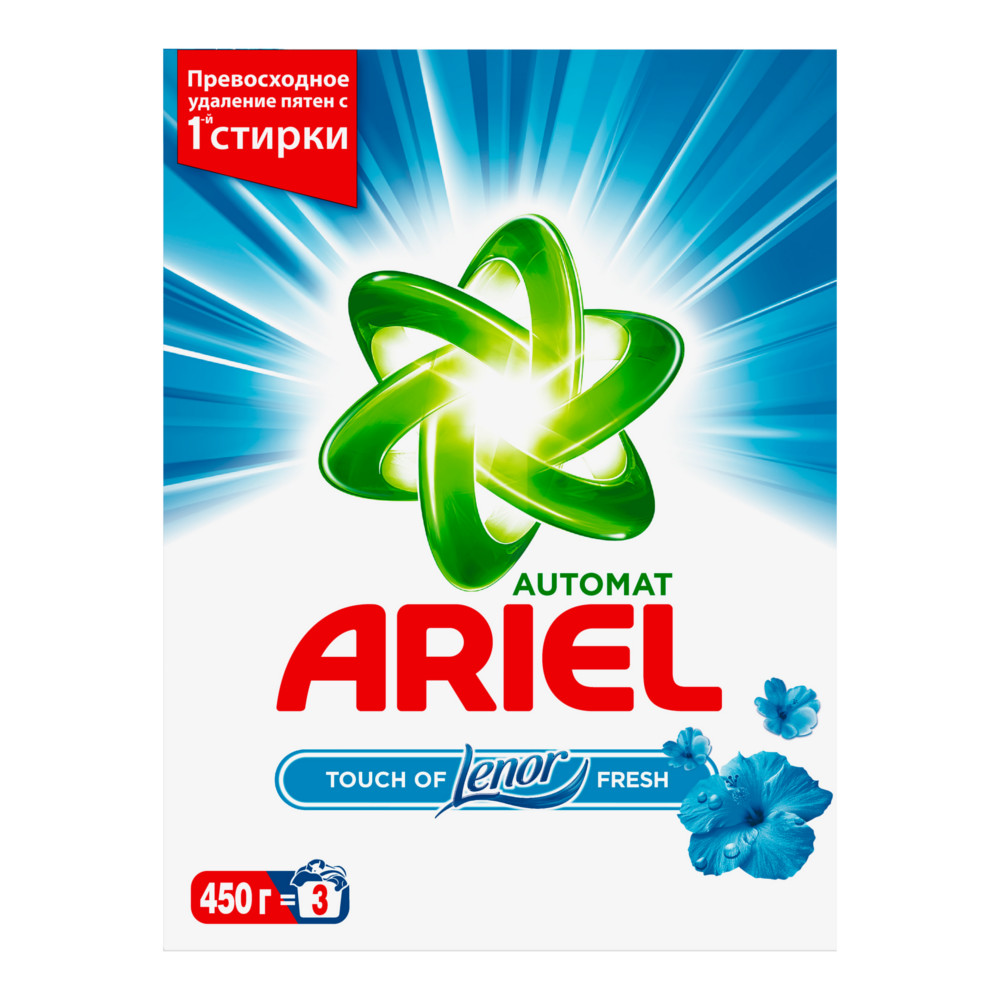 Превосходное
удаление пятен с
1-й стирки
AUTOMAT
ARIEL
TOUCH OF Lenor FRESH
450 г = 3